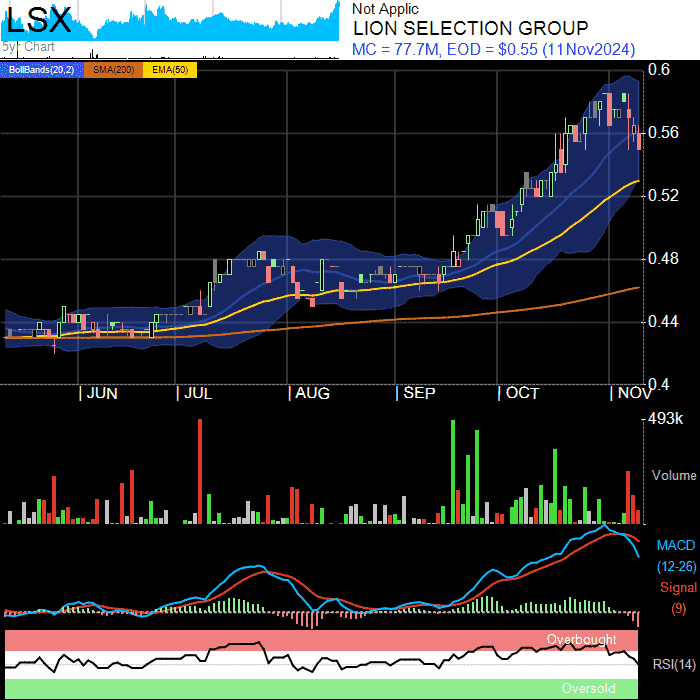 LSX
5yr Chart
Not Applic
LION SELECTION GROUP
MC = 77.7M, EOD = $0.55 (11Nov2024)
BollBands(20,2) SMA(200) EMA(50)
0.6
0.56
0.52
0.48
0.44
0.4
JUN JUL AUG SEP OCT NOV
493k
Volume
MACD
(12-26)
Signal
(9)
Overbought
RSI(14)
Oversold